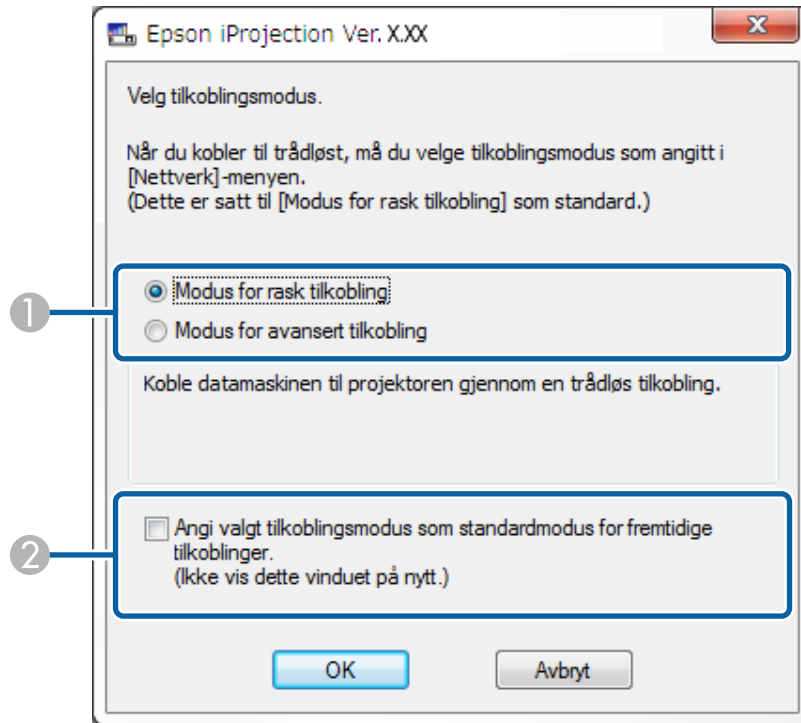 Epson iProjection Ver. X.XX
Velg tilkoblingsmodus.
Når du kobler til trådløst, må du velge tilkoblingsmodus som angitt i
[Nettverk]-menyen.
(Dette er satt til [Modus for rask tilkobling] som standard.)
1
Modus for rask tilkobling
Modus for avansert tilkobling
Koble datamaskinen til projektoren gjennom en trådløs tilkobling.
2
Angi valgt tilkoblingsmodus som standardmodus for fremtidige
tilkoblinger.
(Ikke vis dette vinduet på nytt.)
OK
Avbryt